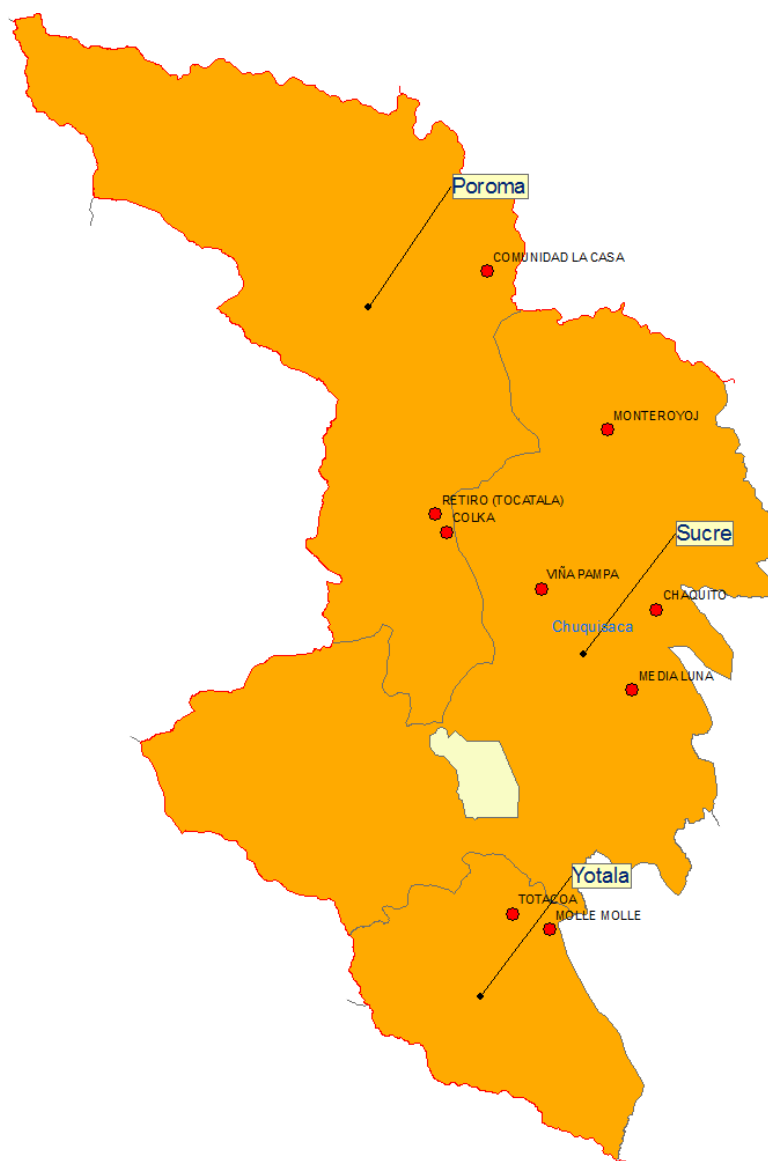 Poroma
COMUNIDAD LA CASA
MONTEROYOJ
RETIRO (TOCATALA)
COLKA
Sucre
VIÑA PAMPA
CHAQUITO
Chuquisaca
MEDIA LUNA
Yotala
TOTACOA
MOLLE MOLLE